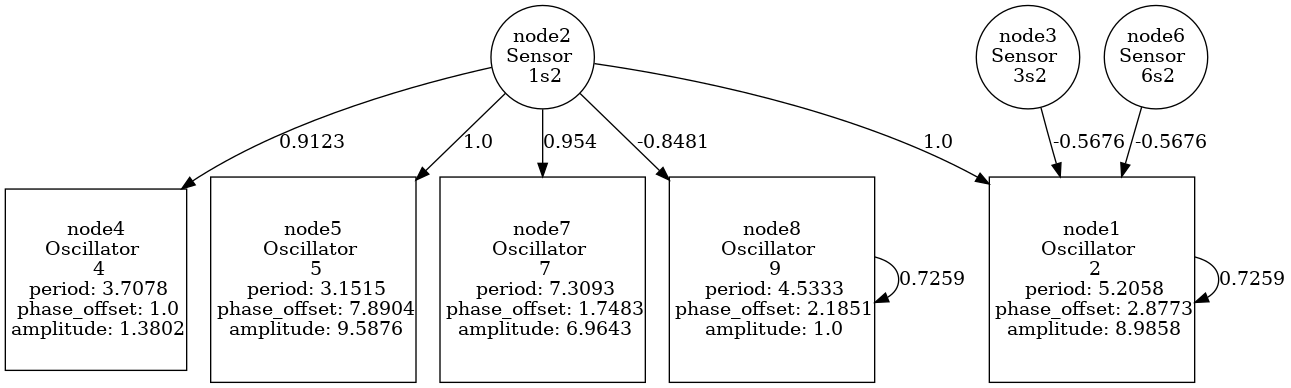 node2
Sensor
1s2
node3
Sensor
3s2
node6
Sensor
6s2
0.9123
1.0
0.954
-0.8481
1.0
-0.5676
-0.5676
node4
Oscillator
4
period: 3.7078
phase_offset: 1.0
amplitude: 1.3802
node5
Oscillator
5
period: 3.1515
phase_offset: 7.8904
amplitude: 9.5876
node7
Oscillator
7
period: 7.3093
phase_offset: 1.7483
amplitude: 6.9643
node8
Oscillator
9
period: 4.5333
phase_offset: 2.1851
amplitude: 1.0
0.7259
node1
Oscillator
2
period: 5.2058
phase_offset: 2.8773
amplitude: 8.9858
0.7259